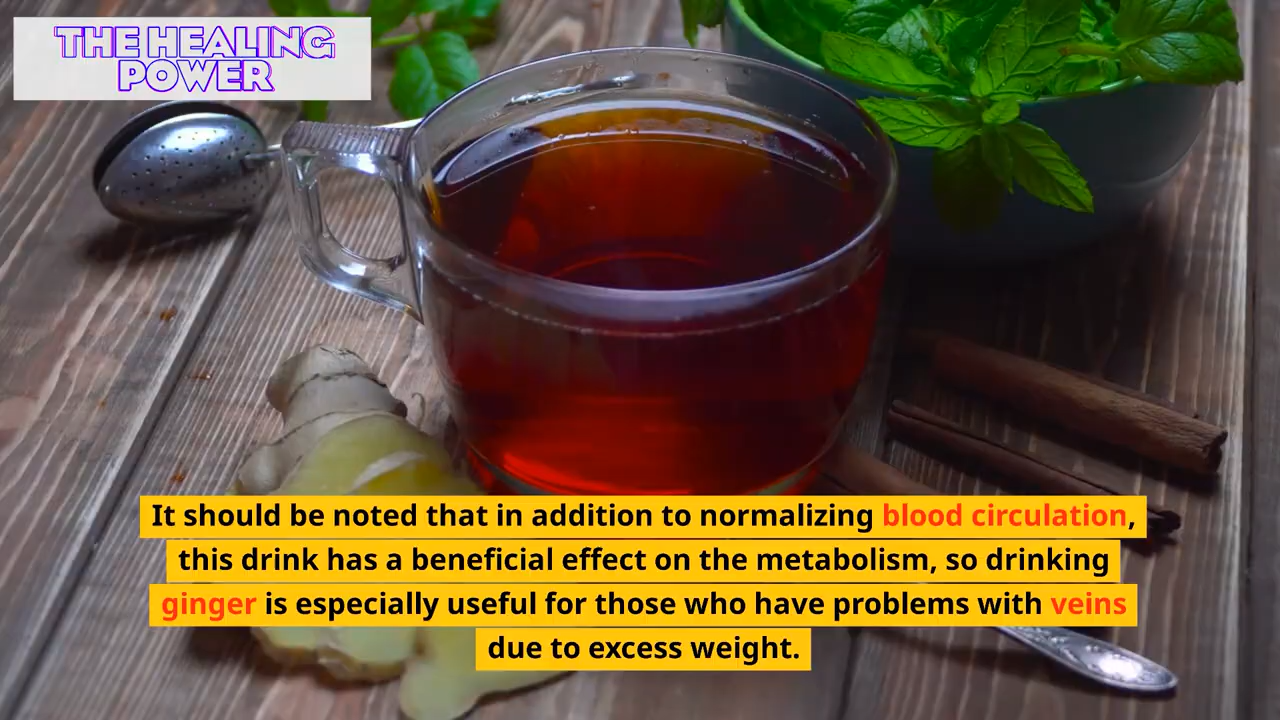 THE HEALING
POWER
It should be noted that in addition to normalizing blood circulation,
this drink has a beneficial effect on the metabolism, so drinking
ginger is especially useful for those who have problems with veins
due to excess weight.